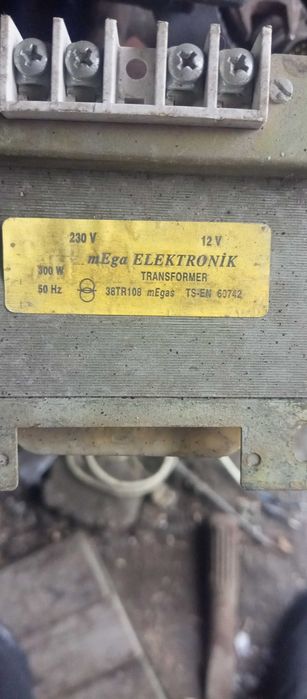 230 V 12 V
mEga ELEKTRONİK
300 W TRANSFORMER
50 Hz 38TR108 mEgas TS-EN 60742